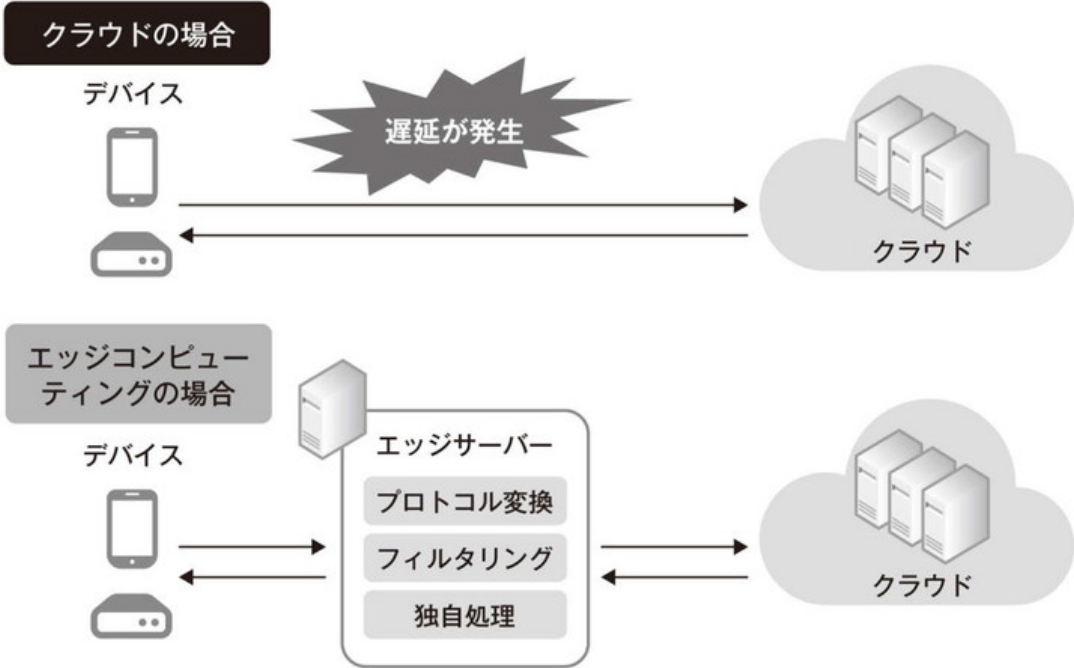 クラウドの場合
デバイス
遅延が発生
クラウド
エッジコンピュー
ティングの場合
デバイス
エッジサーバー
プロトコル変換
フィルタリング
独自処理
クラウド